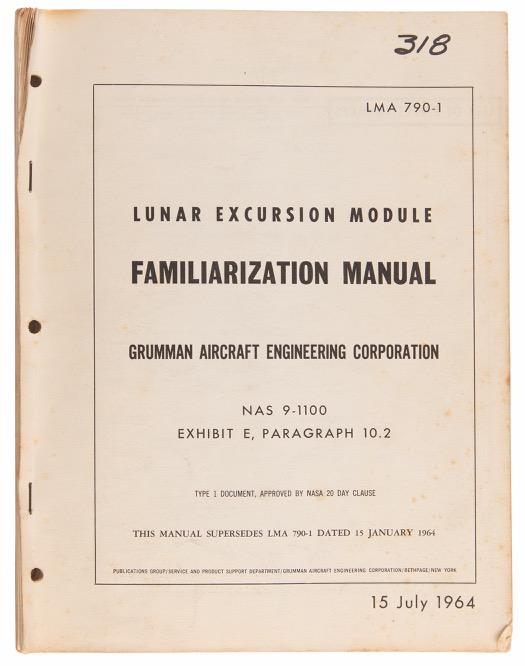 318
LMA 790-1
LUNAR EXCURSION MODULE
FAMILIARIZATION MANUAL
GRUMMAN AIRCRAFT ENGINEERING CORPORATION
NAS 9-1100
EXHIBIT E, PARAGRAPH 10.2
TYPE 1 DOCUMENT, APPROVED BY NASA 20 DAY CLAUSE
THIS MANUAL SUPERSEDES LMA 790-1 DATED 15 JANUARY 1964
PUBLICATIONS GROUP/SERVICE AND PRODUCT SUPPORT DEPARTMENT/GRUMMAN AIRCRAFT ENGINEERING CORPORATION/BETHPAGE/NEW YORK
15 July 1964